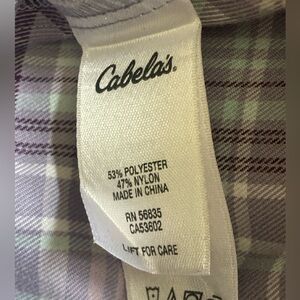 Cabela's.
53% POLYESTER
47% NYLON
MADE IN CHINA
RN 56835
CA53602
LIFT FOR CARE